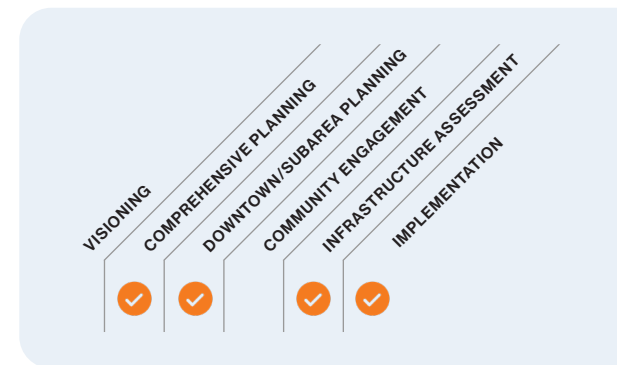 VISIONING
COMPREHENSIVE PLANNING
DOWNTOWN/SUBAREA PLANNING
COMMUNITY ENGAGEMENT
INFRASTRUCTURE ASSESSMENT
IMPLEMENTATION